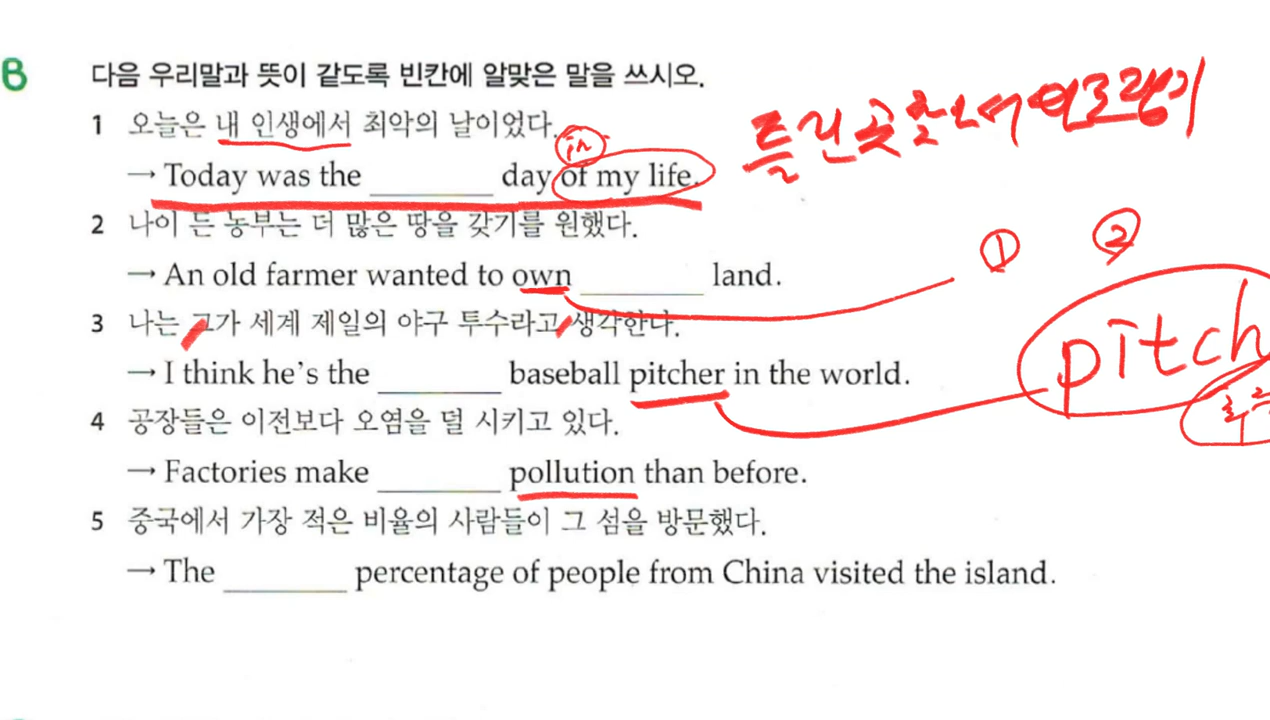 B 다음 우리말과 뜻이 같도록 빈칸에 알맞은 말을 쓰시오.
틀린곳 찾고서
1 오늘은 내 인생에서 최악의 날이었다.
in
→ Today was the ________ day of my life.
2 나이 든 농부는 더 많은 땅을 갖기를 원했다.
① ②
→ An old farmer wanted to own ________ land.
3 나는 그가 세계 제일의 야구 투수라고 생각한다.
pitch
→ I think he's the ________ baseball pitcher in the world.
4 공장들은 이전보다 오염을 덜 시키고 있다.
→ Factories make ________ pollution than before.
5 중국에서 가장 적은 비율의 사람들이 그 섬을 방문했다.
→ The ________ percentage of people from China visited the island.